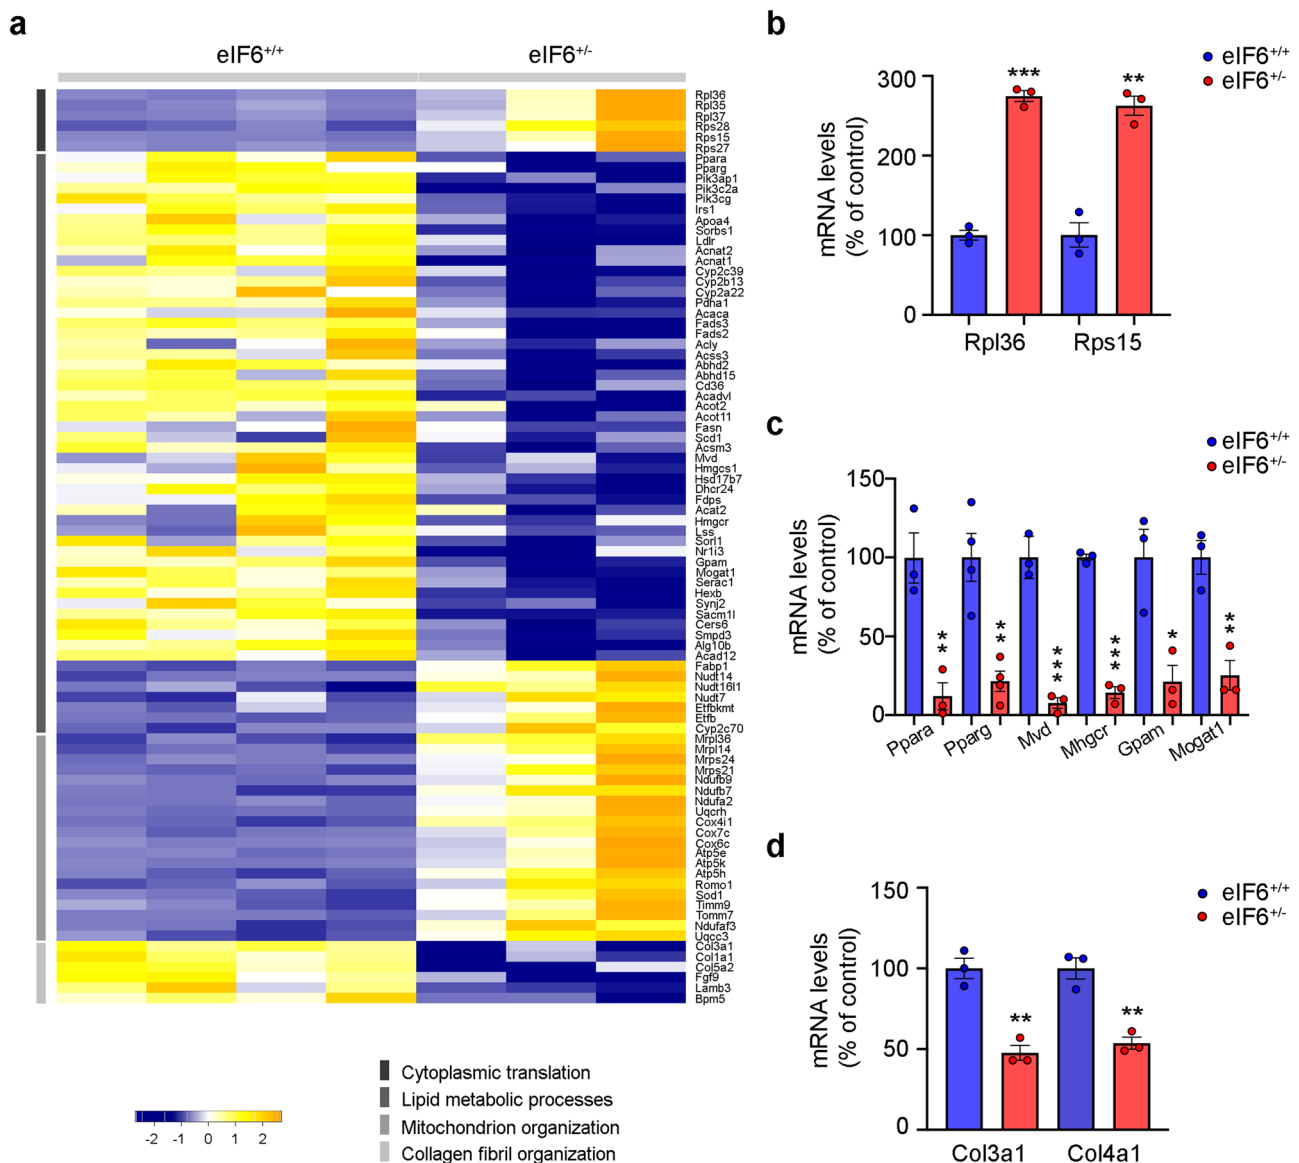 a
eIF6+/+
eIF6+/-
Rpl36
Rpl35
Rpl37
Rps28
Rps15
Rps27
Ppara
Pparg
Pik3ap1
Pik3c2a
Pik3cg
Irs1
Apoa4
Sorbs1
Ldlr
Acnat2
Acnat1
Cyp2c39
Cyp2b13
Cyp2a22
Pdha1
Acaca
Fads3
Fads2
Acly
Acss3
Abhd2
Abhd15
Cd36
Acadvl
Acot2
Acot11
Fasn
Scd1
Acsm3
Mvd
Hmgcs1
Hsd17b7
Dhcr24
Fdps
Acat2
Hmgcr
Lss
Sorl1
Nr1i3
Gpam
Mogat1
Serac1
Hexb
Synj2
Sacm1l
Cers6
Smpd3
Alg10b
Acad12
Fabp1
Nudt14
Nudt16l1
Nudt7
Etfbkmt
Etfb
Cyp2c70
Mrpl36
Mrpl14
Mrps24
Mrps21
Ndufb9
Ndufb7
Ndufa2
Uqcrh
Cox4i1
Cox7c
Cox6c
Atp5e
Atp5k
Atp5h
Romo1
Sod1
Timm9
Tomm7
Ndufaf3
Uqcc3
Col3a1
Col1a1
Col5a2
Fgf9
Lamb3
Bpm5
-2 -1 0 1 2
Cytoplasmic translation
Lipid metabolic processes
Mitochondrion organization
Collagen fibril organization
b
eIF6+/+
eIF6+/-
mRNA levels
(% of control)
300
200
100
0
***
**
Rpl36 Rps15
c
eIF6+/+
eIF6+/-
mRNA levels
(% of control)
150
100
50
0
**
**
***
***
*
**
Ppara Pparg Mvd Mhgcr Gpam Mogat1
d
eIF6+/+
eIF6+/-
mRNA levels
(% of control)
150
100
50
0
**
**
Col3a1 Col4a1